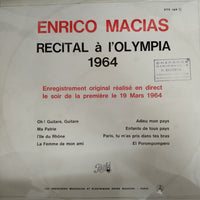 ENRICO MACIAS
RECITAL à l'OLYMPIA
1964
Enregistrement original réalisé en direct
le soir de la première le 19 Mars 1964
Oh ! Guitare, Guitare
Ma Patrie
l'Ile du Rhône
La Femme de mon ami
Adieu mon pays
Enfants de tous pays
Paris, tu m'as pris dans tes bras
El Porompompero
Pathé